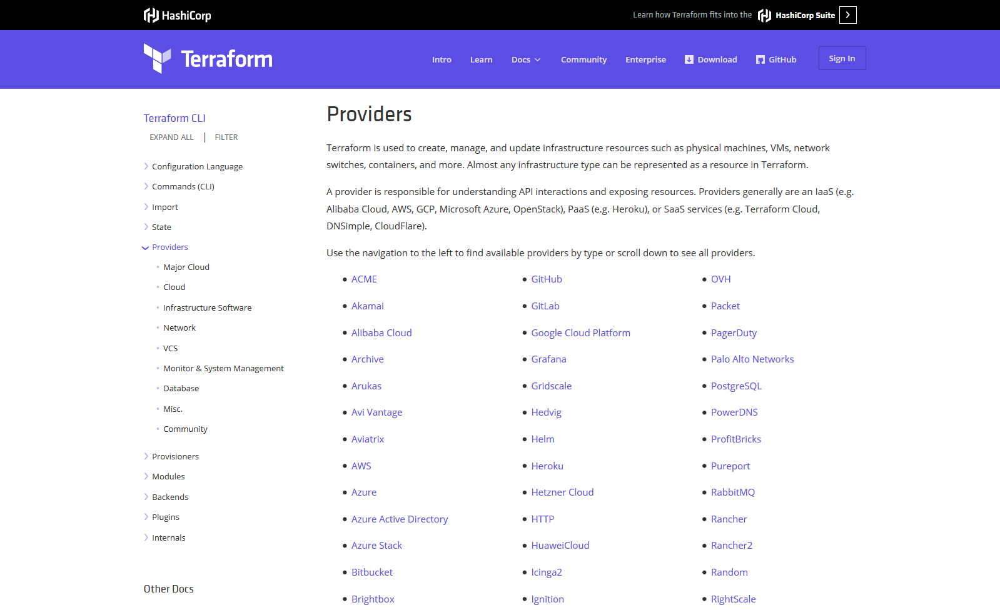 HashiCorp
Learn how Terraform fits into the HashiCorp Suite
Terraform
Intro
Learn
Docs
Community
Enterprise
Download
GitHub
Sign In
Terraform CLI
EXPAND ALL
FILTER
Configuration Language
Commands (CLI)
Import
State
Providers
Major Cloud
Cloud
Infrastructure Software
Network
VCS
Monitor & System Management
Database
Misc.
Community
Provisioners
Modules
Backends
Plugins
Internals
Other Docs
Providers
Terraform is used to create, manage, and update infrastructure resources such as physical machines, VMs, network
switches, containers, and more. Almost any infrastructure type can be represented as a resource in Terraform.
A provider is responsible for understanding API interactions and exposing resources. Providers generally are an IaaS (e.g.
Alibaba Cloud, AWS, GCP, Microsoft Azure, OpenStack), PaaS (e.g. Heroku), or SaaS services (e.g. Terraform Cloud,
DNSimple, CloudFlare).
Use the navigation to the left to find available providers by type or scroll down to see all providers.
ACME
Akamai
Alibaba Cloud
Archive
Arukas
Avi Vantage
Aviatrix
AWS
Azure
Azure Active Directory
Azure Stack
Bitbucket
Brightbox
GitHub
GitLab
Google Cloud Platform
Grafana
Gridscale
Hedvig
Helm
Heroku
Hetzner Cloud
HTTP
HuaweiCloud
Icinga2
Ignition
OVH
Packet
PagerDuty
Palo Alto Networks
PostgreSQL
PowerDNS
ProfitBricks
Pureport
RabbitMQ
Rancher
Rancher2
Random
RightScale